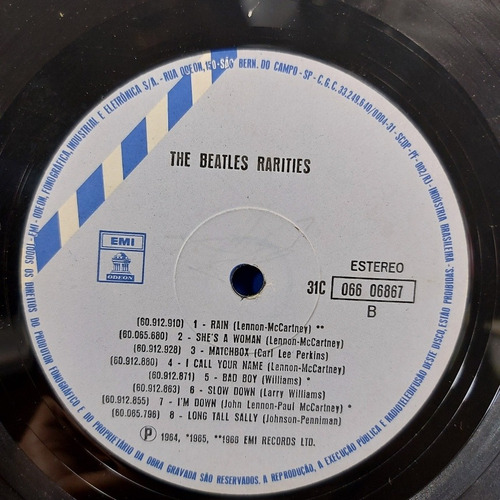 EMI - ODEON, FONOGRÁFICA, INDUSTRIAL E ELETRÔNICA S/A. - RUA ODEON, 150 - SÃO BERN. DO CAMPO - SP - C.G.C. 33.249.640/0004-31 - SCDP-PF-002/RJ - INDÚSTRIA BRASILEIRA.
THE BEATLES RARITIES
EMI
ODEON
ESTEREO
31C 066 06867
B
(60.912.910) 1 - RAIN (Lennon-McCartney) **
(60.065.680) 2 - SHE'S A WOMAN (Lennon-McCartney)
(60.912.928) 3 - MATCHBOX (Carl Lee Perkins)
(60.912.880) 4 - I CALL YOUR NAME (Lennon-McCartney)
(60.912.871) 5 - BAD BOY (Williams) *
(60.912.863) 6 - SLOW DOWN (Larry Williams)
(60.912.855) 7 - I'M DOWN (John Lennon-Paul McCartney) *
(60.065.798) 8 - LONG TALL SALLY (Johnson-Penniman)
Ⓟ 1964, *1965, **1966 EMI RECORDS LTD.
TODOS OS DIREITOS DO PRODUTOR FONOGRÁFICO E DO PROPRIETÁRIO DA OBRA GRAVADA SÃO RESERVADOS. A REPRODUÇÃO, A EXECUÇÃO PÚBLICA E RADIOTELEDIFUSÃO DESTE DISCO, ESTÃO PROIBIDAS.